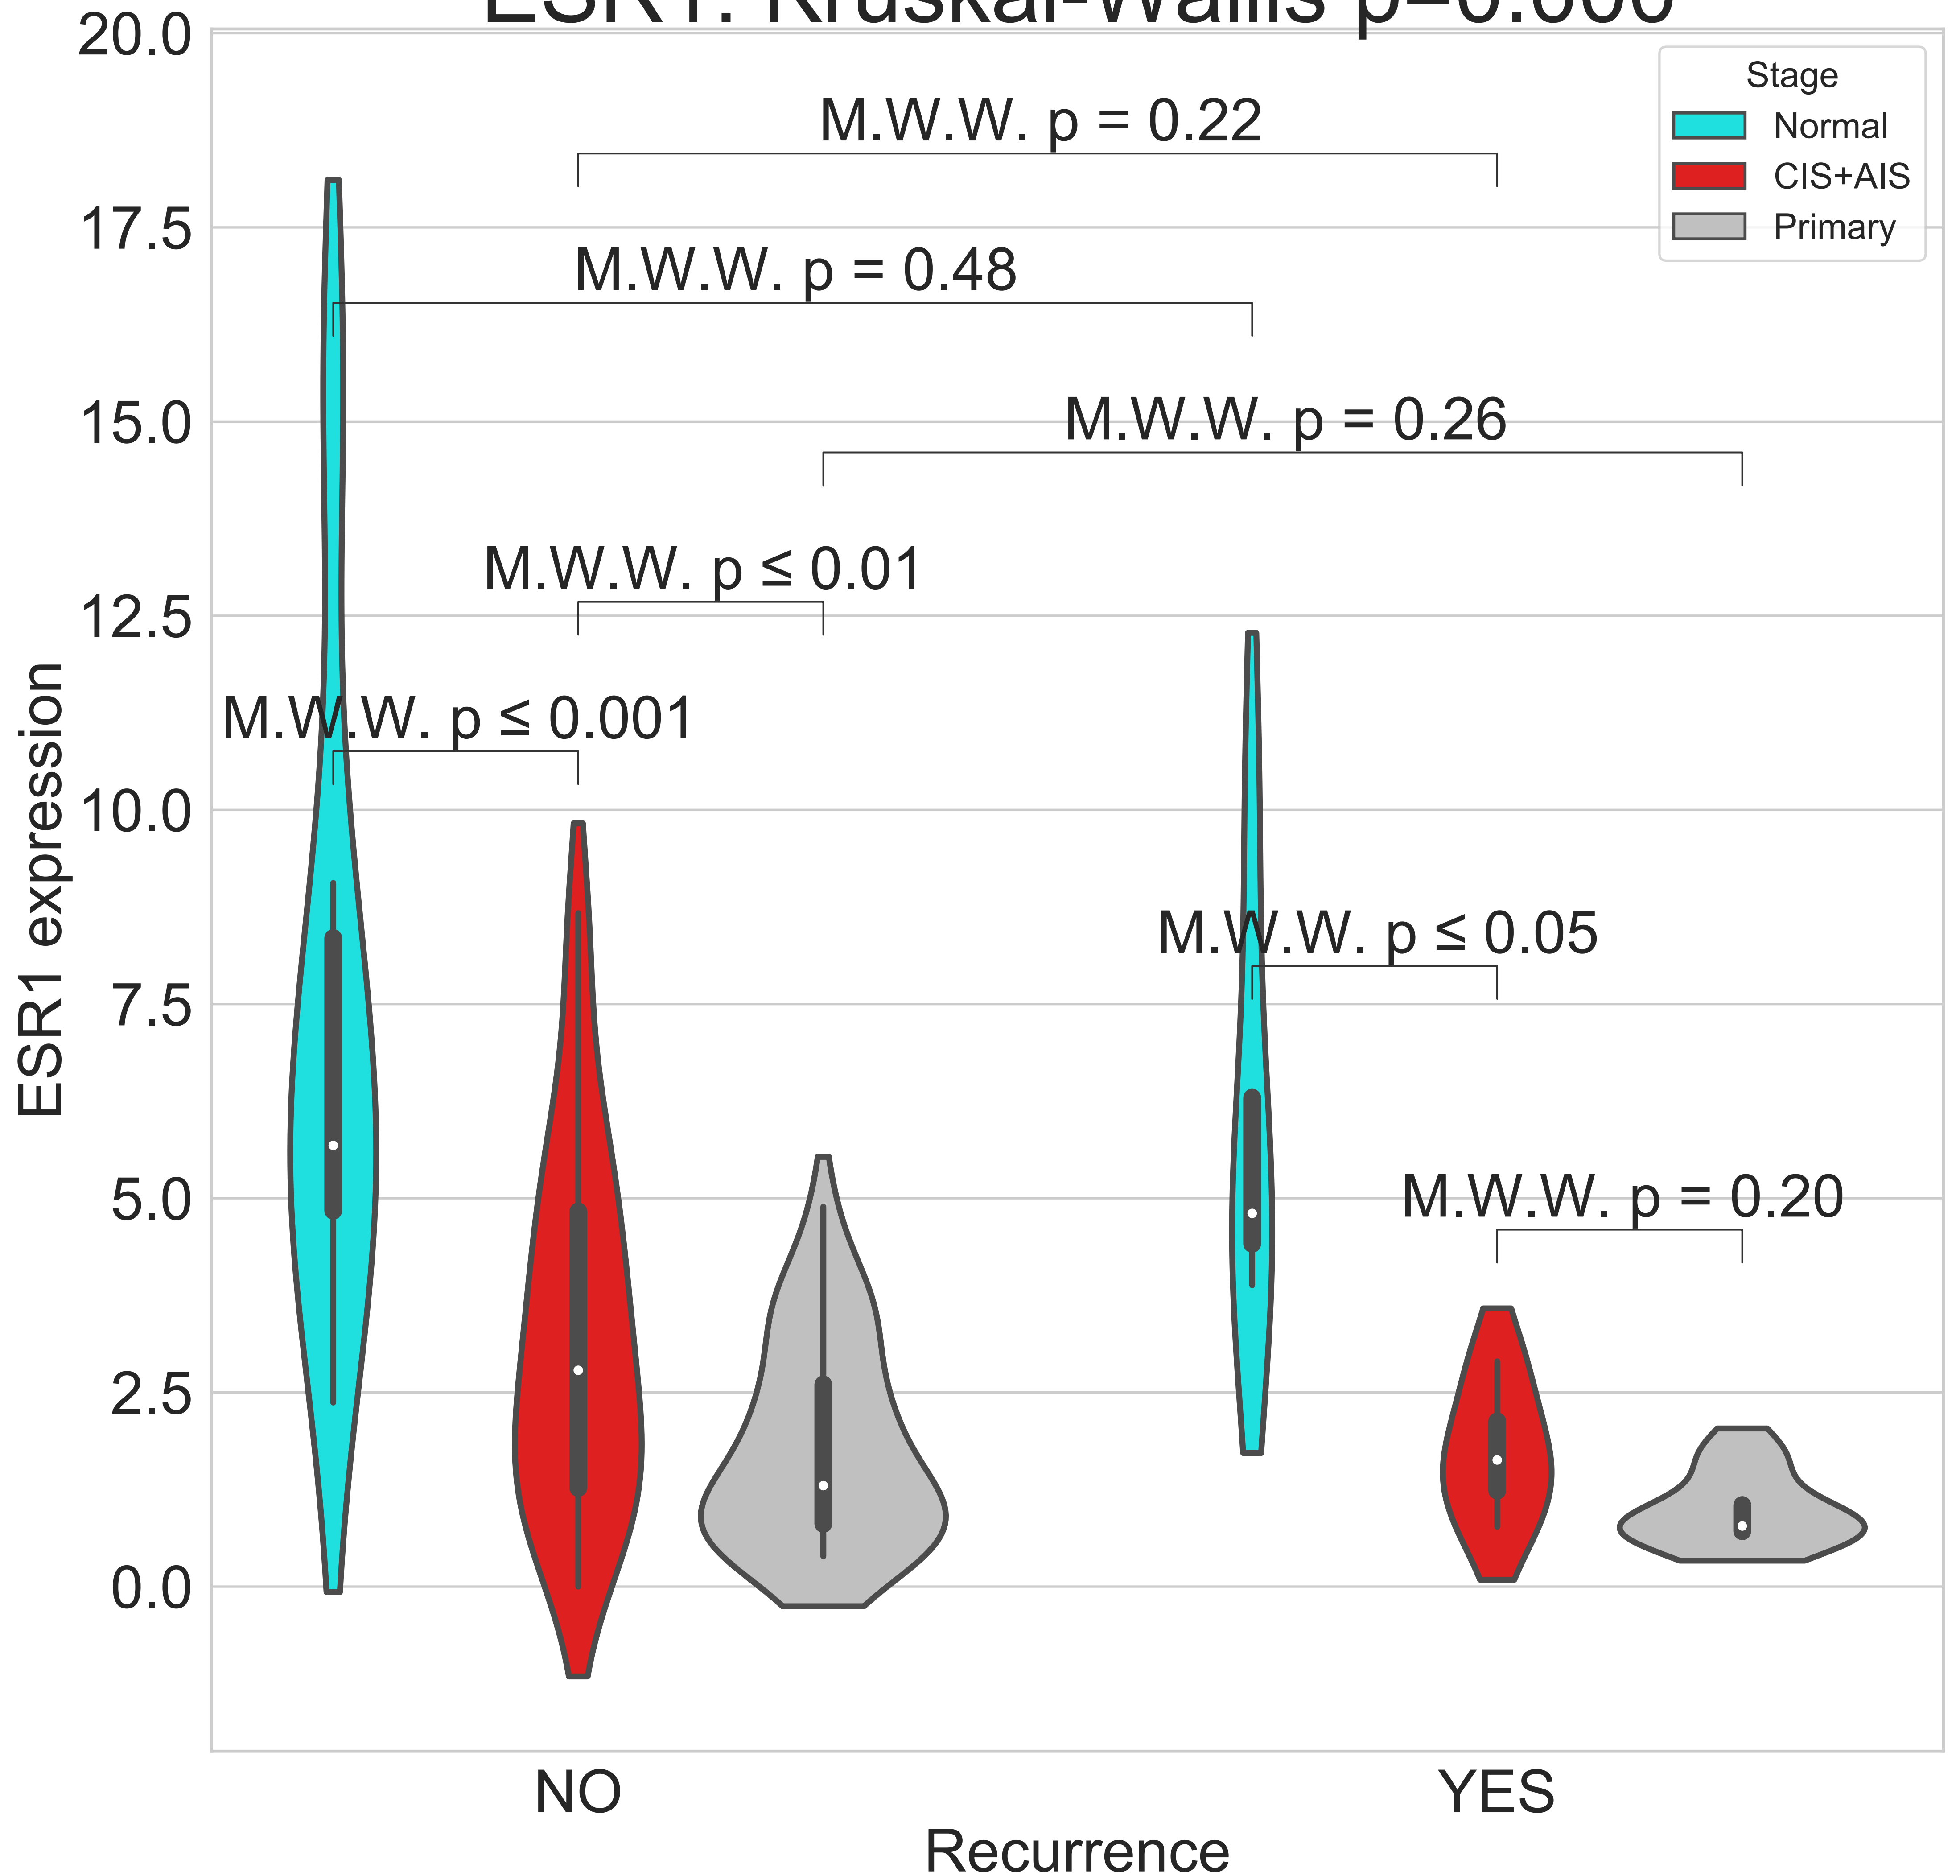 ESR1: Kruskal-Wallis p=0.000
20.0
17.5
15.0
12.5
10.0
7.5
5.0
2.5
0.0
ESR1 expression
Stage
Normal
CIS+AIS
Primary
M.W.W. p = 0.22
M.W.W. p = 0.48
M.W.W. p = 0.26
M.W.W. p ≤ 0.01
M.W.W. p ≤ 0.001
M.W.W. p ≤ 0.05
M.W.W. p = 0.20
NO
YES
Recurrence